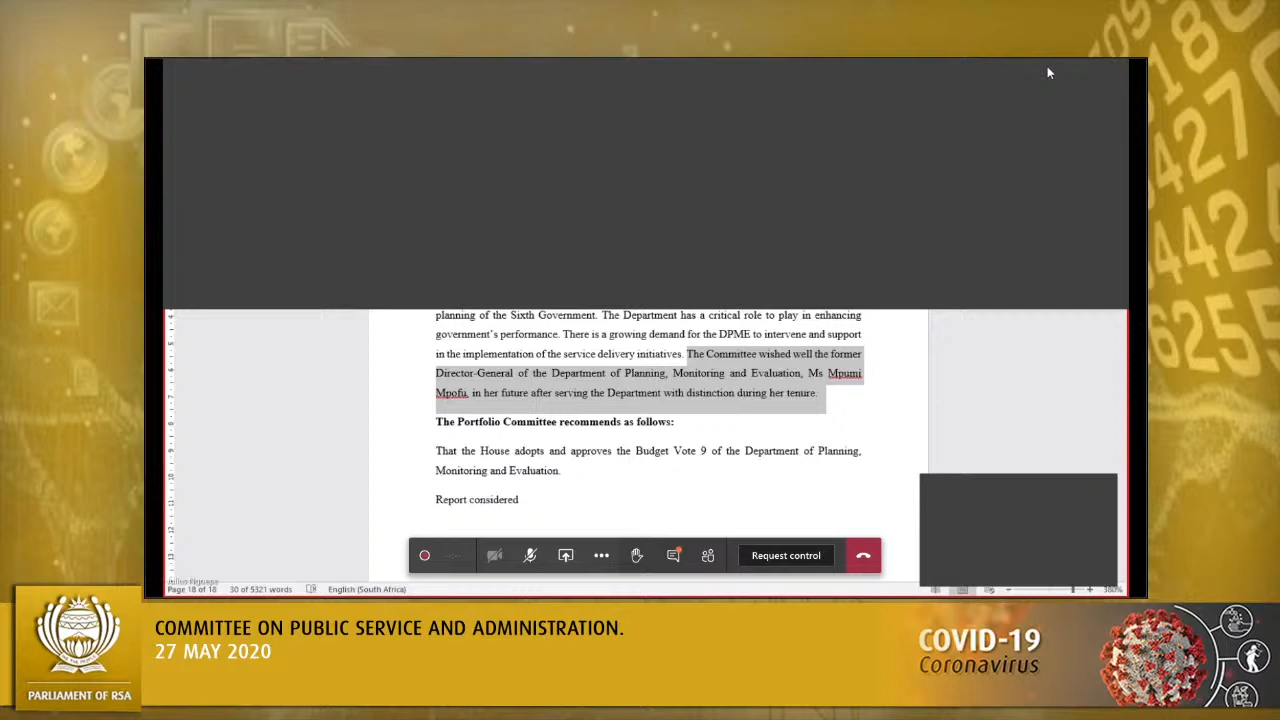 planning of the Sixth Government. The Department has a critical role to play in enhancing
government's performance. There is a growing demand for the DPME to intervene and support
in the implementation of the service delivery initiatives. The Committee wished well the former
Director-General of the Department of Planning, Monitoring and Evaluation, Ms Mpumi
Mpofu, in her future after serving the Department with distinction during her tenure.
The Portfolio Committee recommends as follows:
That the House adopts and approves the Budget Vote 9 of the Department of Planning,
Monitoring and Evaluation.
Report considered
Request control
Page 18 of 18 30 of 5321 words English (South Africa) 380%
COMMITTEE ON PUBLIC SERVICE AND ADMINISTRATION.
27 MAY 2020
PARLIAMENT OF RSA
COVID-19
Coronavirus